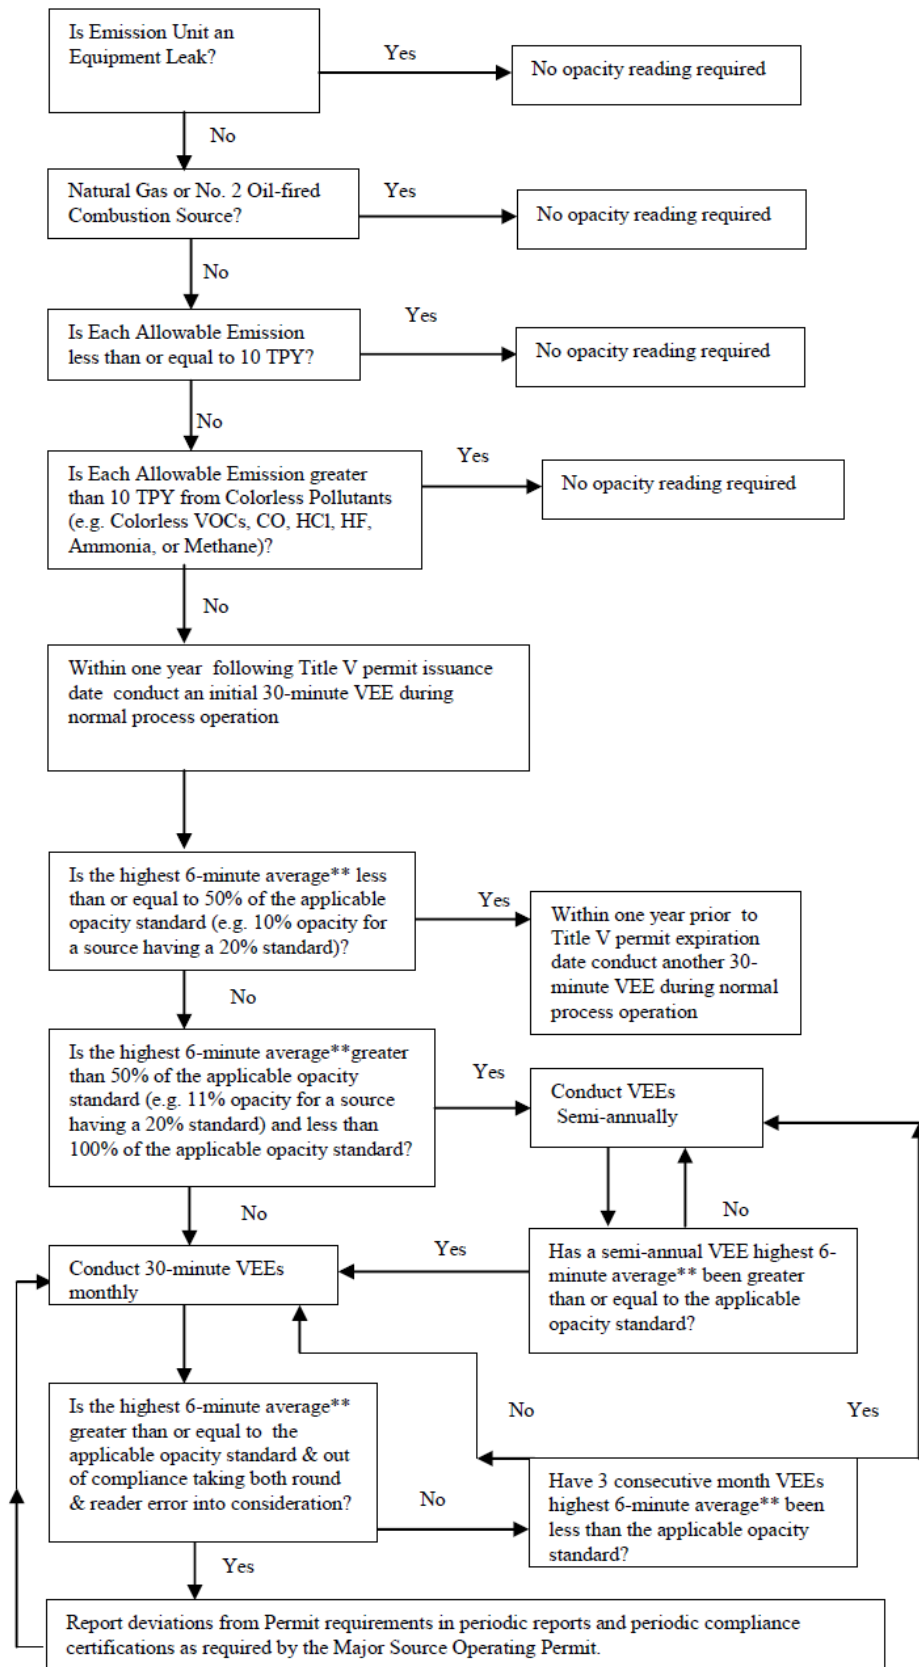 Is Emission Unit an
Equipment Leak?
Yes
No opacity reading required
No
Natural Gas or No. 2 Oil-fired
Combustion Source?
Yes
No opacity reading required
No
Is Each Allowable Emission
less than or equal to 10 TPY?
Yes
No opacity reading required
No
Is Each Allowable Emission greater
than 10 TPY from Colorless Pollutants
(e.g. Colorless VOCs, CO, HCl, HF,
Ammonia, or Methane)?
Yes
No opacity reading required
No
Within one year following Title V permit issuance
date conduct an initial 30-minute VEE during
normal process operation
Is the highest 6-minute average** less
than or equal to 50% of the applicable
opacity standard (e.g. 10% opacity for
a source having a 20% standard)?
Yes
Within one year prior to
Title V permit expiration
date conduct another 30-
minute VEE during normal
process operation
No
Is the highest 6-minute average**greater
than 50% of the applicable opacity
standard (e.g. 11% opacity for a source
having a 20% standard) and less than
100% of the applicable opacity standard?
Yes
Conduct VEEs
Semi-annually
No
No
Conduct 30-minute VEEs
monthly
Yes
Has a semi-annual VEE highest 6-
minute average** been greater
than or equal to the applicable
opacity standard?
Is the highest 6-minute average**
greater than or equal to the
applicable opacity standard & out
of compliance taking both round
& reader error into consideration?
No
Yes
No
Have 3 consecutive month VEEs
highest 6-minute average** been
less than the applicable opacity
standard?
Yes
Report deviations from Permit requirements in periodic reports and periodic compliance
certifications as required by the Major Source Operating Permit.